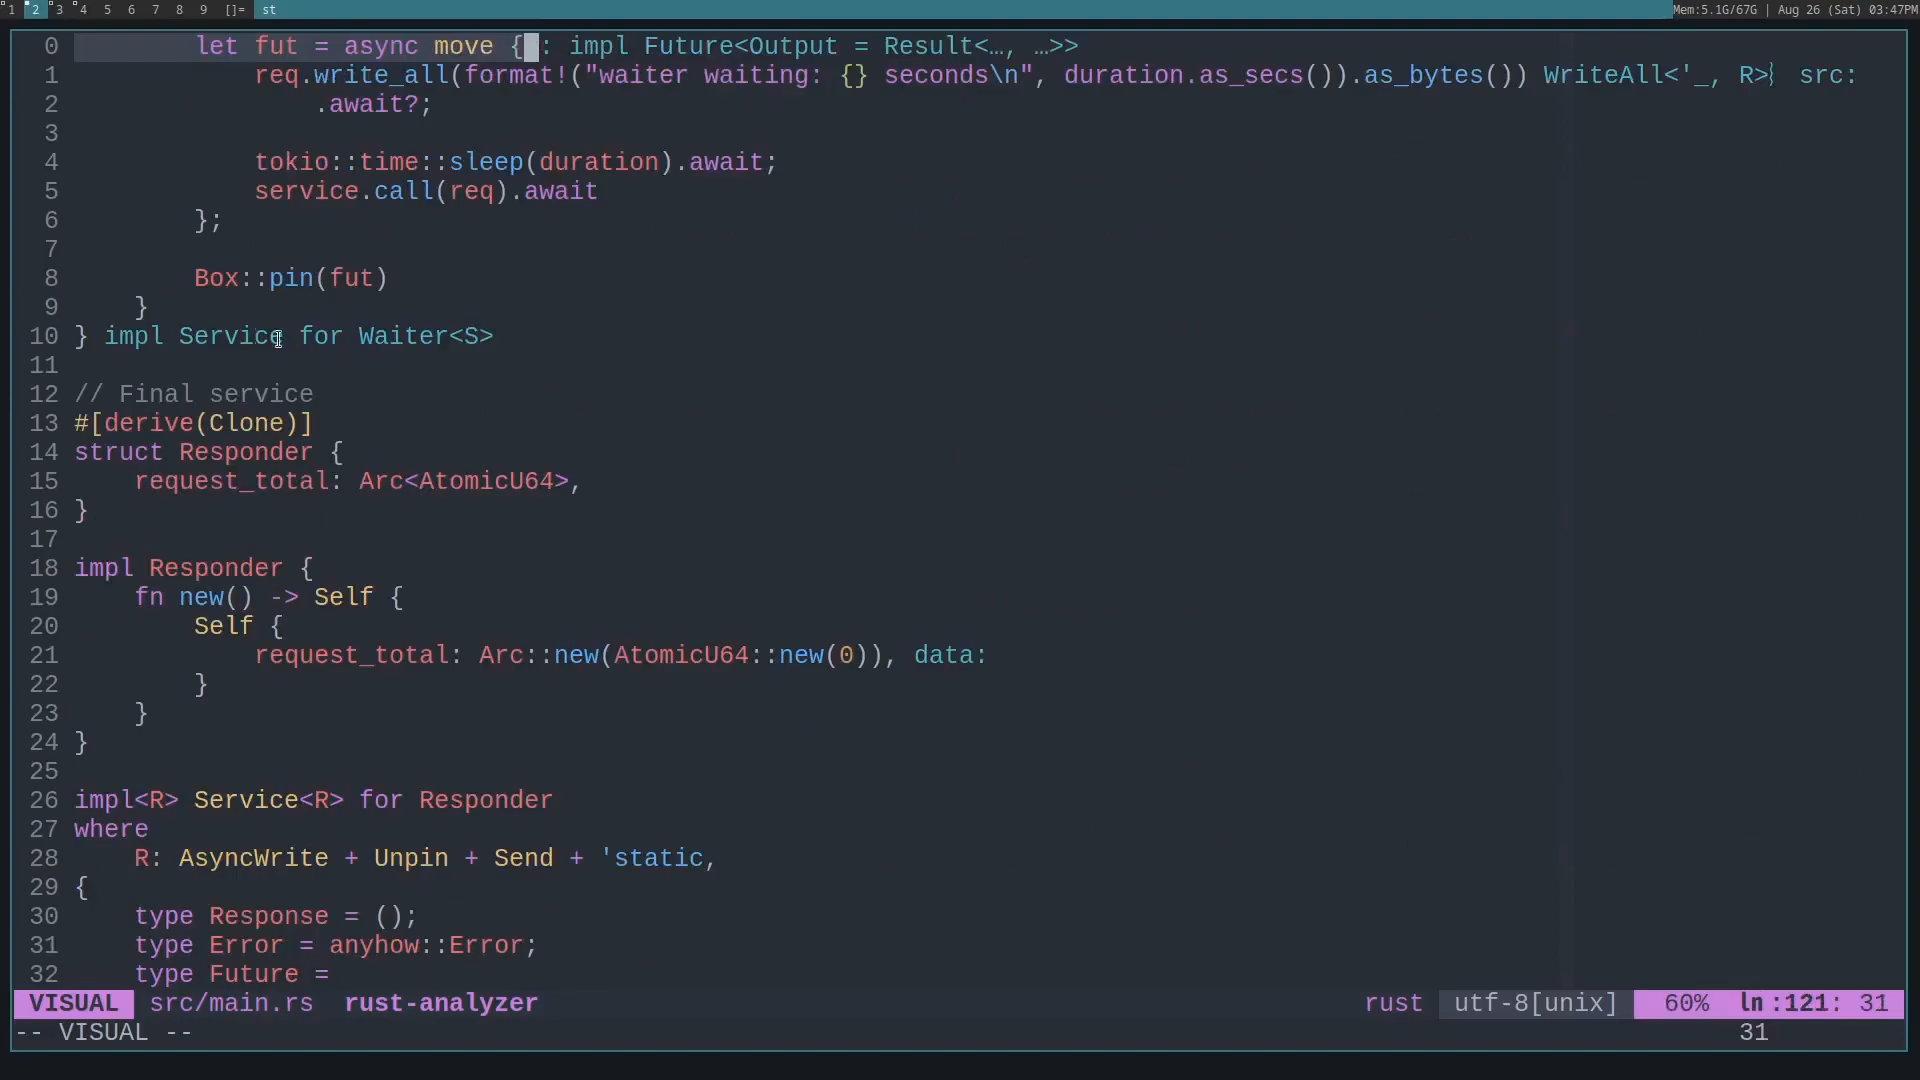 1 2 3 4 5 6 7 8 9 []= st Mem:5.1G/67G | Aug 26 (Sat) 03:47PM
0 let fut = async move { : impl Future<Output = Result<…, …>>
1 req.write_all(format!("waiter waiting: {} seconds\n", duration.as_secs()).as_bytes()) WriteAll<'_, R> src:
2 .await?;
3
4 tokio::time::sleep(duration).await;
5 service.call(req).await
6 };
7
8 Box::pin(fut)
9 }
10 } impl Service for Waiter<S>
11
12 // Final service
13 #[derive(Clone)]
14 struct Responder {
15 request_total: Arc<AtomicU64>,
16 }
17
18 impl Responder {
19 fn new() -> Self {
20 Self {
21 request_total: Arc::new(AtomicU64::new(0)), data:
22 }
23 }
24 }
25
26 impl<R> Service<R> for Responder
27 where
28 R: AsyncWrite + Unpin + Send + 'static,
29 {
30 type Response = ();
31 type Error = anyhow::Error;
32 type Future =
VISUAL src/main.rs rust-analyzer rust utf-8[unix] 60% ln :121: 31
-- VISUAL -- 31